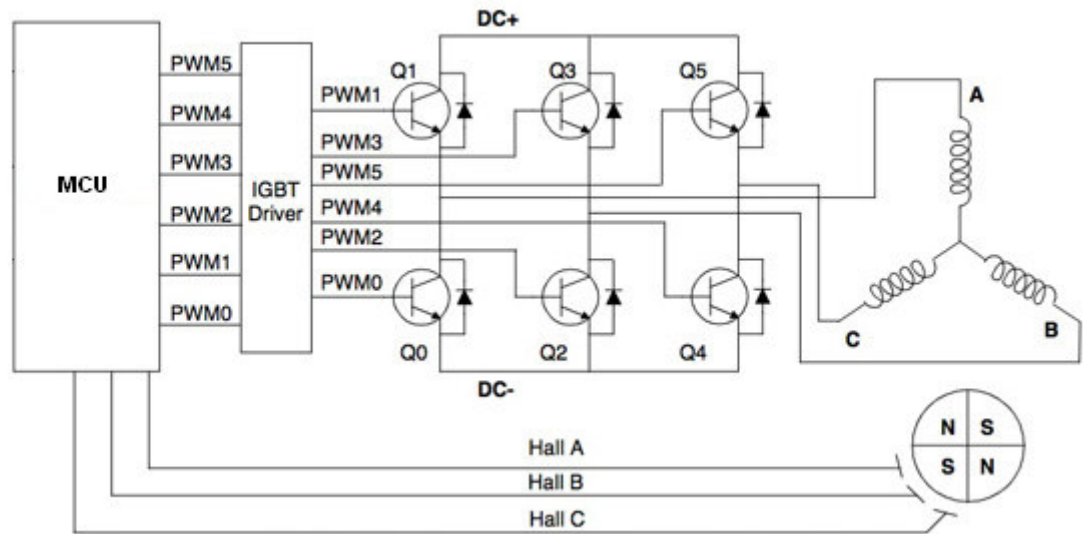 DC+
PWM5
PWM4
PWM3
PWM2
PWM1
PWM0
MCU
IGBT
Driver
PWM1
PWM3
PWM5
PWM4
PWM2
PWM0
Q1
Q3
Q5
Q0
Q2
Q4
DC-
A
C
B
Hall A
Hall B
Hall C
N S
S N